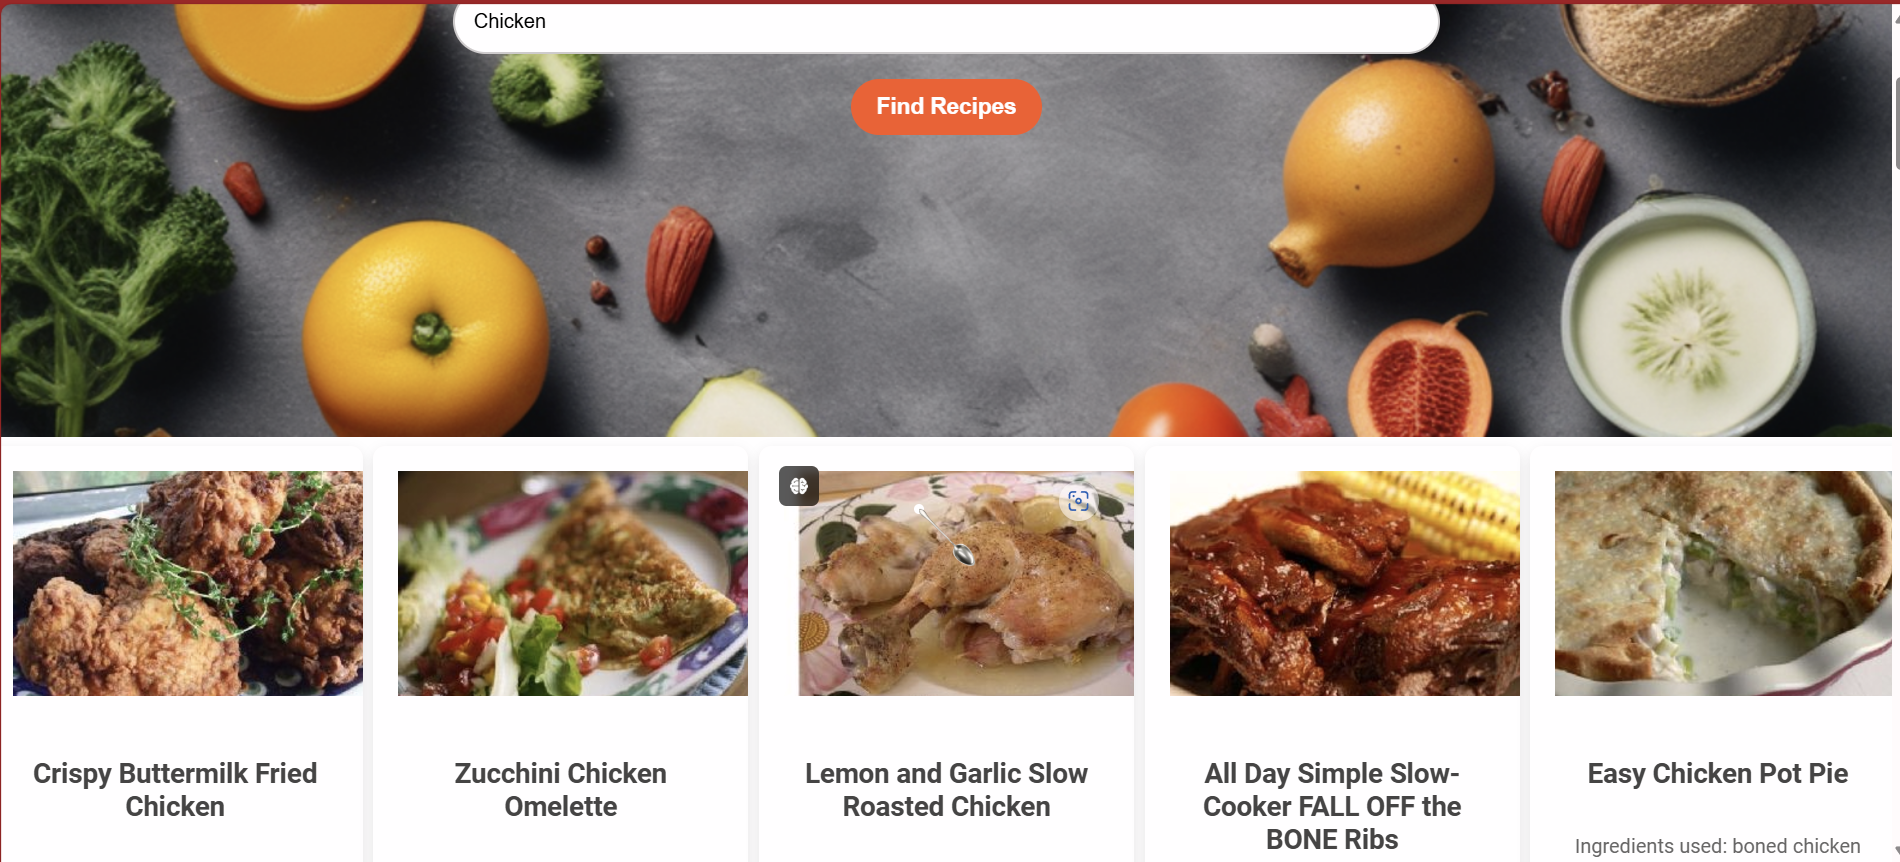 Chicken
Find Recipes
Crispy Buttermilk Fried
Chicken
Zucchini Chicken
Omelette
Lemon and Garlic Slow
Roasted Chicken
All Day Simple Slow-
Cooker FALL OFF the
BONE Ribs
Easy Chicken Pot Pie
Ingredients used: boned chicken